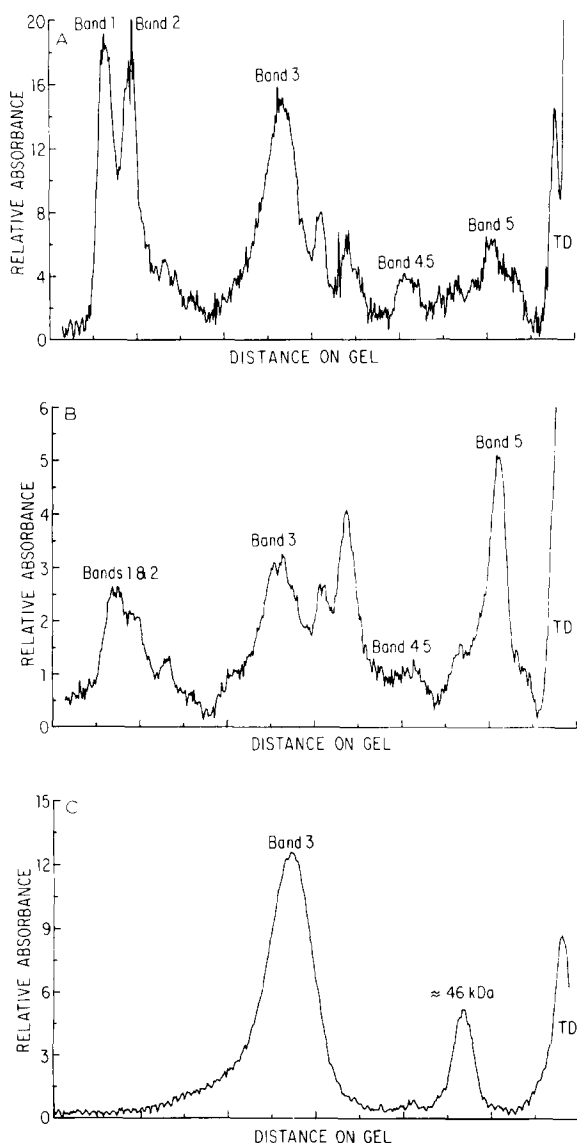 A
Band 1
Band 2
20
16
12
8
4
0
RELATIVE ABSORBANCE
Band 3
Band 4.5
Band 5
TD
DISTANCE ON GEL
B
6
5
4
3
2
1
0
RELATIVE ABSORBANCE
Bands 1 & 2
Band 3
Band 4.5
Band 5
TD
DISTANCE ON GEL
C
15
12
9
6
3
0
RELATIVE ABSORBANCE
Band 3
≈ 46 kDa
TD
DISTANCE ON GEL